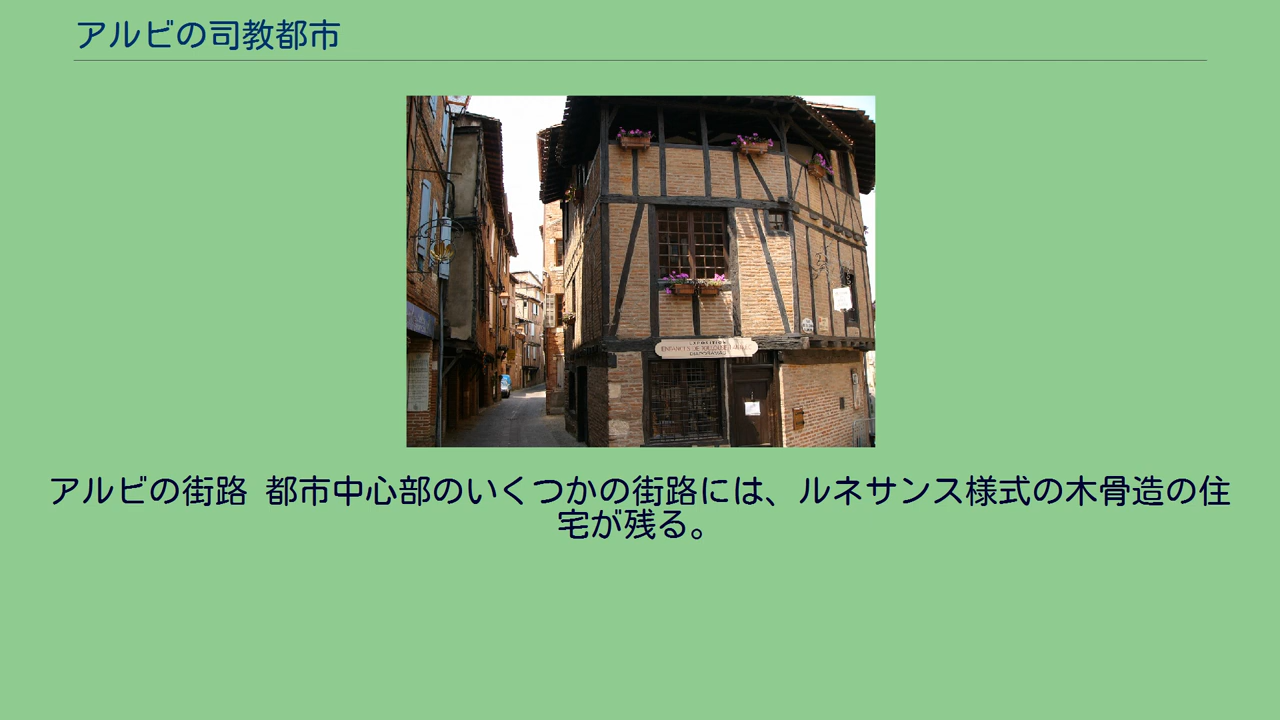 アルビの司教都市
アルビの街路 都市中心部のいくつかの街路には、ルネサンス様式の木骨造の住
宅が残る。